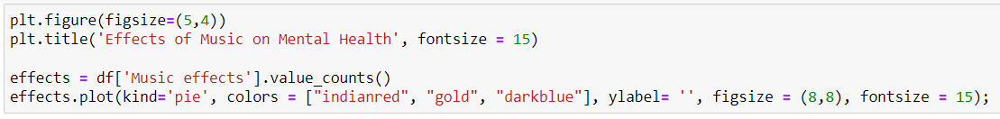 plt.figure(figsize=(5,4))
plt.title('Effects of Music on Mental Health', fontsize = 15)
effects = df['Music effects'].value_counts()
effects.plot(kind='pie', colors = ["indianred", "gold", "darkblue"], ylabel= '', figsize = (8,8), fontsize = 15);